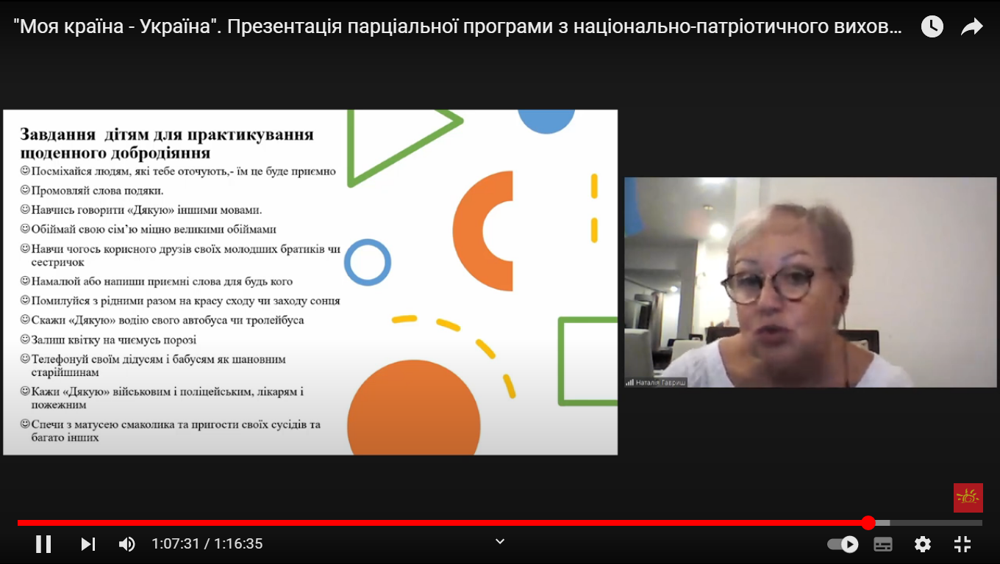 "Моя країна - Україна". Презентація парціальної програми з національно-патріотичного вихов...
Завдання дітям для практикування
щоденного добродіяння
Посміхайся людям, які тебе оточують,- їм це буде приємно
Промовляй слова подяки.
Навчись говорити «Дякую» іншими мовами.
Обіймай свою сім’ю міцно великими обіймами
Навчи чогось корисного друзів своїх молодших братиків чи
сестричок
Намалюй або напиши приємні слова для будь кого
Помилуйся з рідними разом на красу сходу чи заходу сонця
Скажи «Дякую» водію свого автобуса чи тролейбуса
Залиш квітку на чиємусь порозі
Телефонуй своїм дідусям і бабусям як шановним
старійшинам
Кажи «Дякую» військовим і поліцейським, лікарям і
пожежним
Спечи з матусею смаколика та пригости своїх сусідів та
багато інших
Наталія Гавриш
1:07:31 / 1:16:35